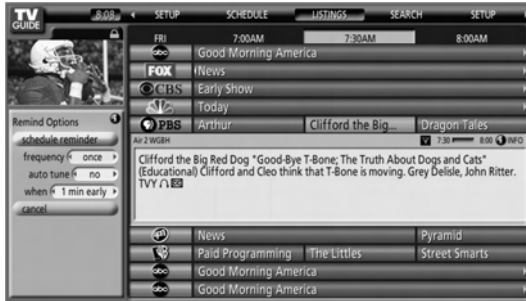 TV GUIDE
8:08
SETUP SCHEDULE LISTINGS SEARCH SETUP
FRI 7:00AM 7:30AM 8:00AM
abc Good Morning America
FOX News
CBS Early Show
Today
PBS Arthur Clifford the Big... Dragon Tales
Air 2 WGBH 7:30 8:00 INFO
Clifford the Big Red Dog "Good-Bye T-Bone; The Truth About Dogs and Cats"
(Educational) Clifford and Cleo think that T-Bone is moving. Grey Delisle, John Ritter.
TVY
News Pyramid
Paid Programming The Littles Street Smarts
abc Good Morning America
abc Good Morning America
Remind Options
schedule reminder
frequency once
auto tune no
when 1 min early
cancel